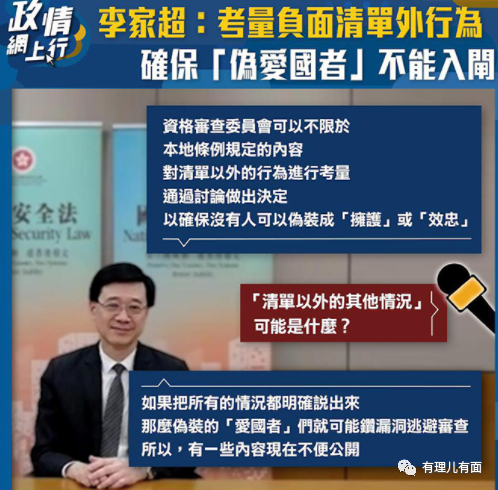 政情
網上行
李家超：考量負面清單外行為
確保「偽愛國者」不能入閘
資格審查委員會可以不限於
本地條例規定的內容
對清單以外的行為進行考量
通過討論做出決定
以確保沒有人可以偽裝成「擁護」或「效忠」
安全法
Security Law
國
「清單以外的其他情況」
可能是什麼？
如果把所有的情況都明確説出來
那麼偽裝的「愛國者」們就可能鑽漏洞逃避審查
所以，有一些內容現在不便公開
有理儿有面